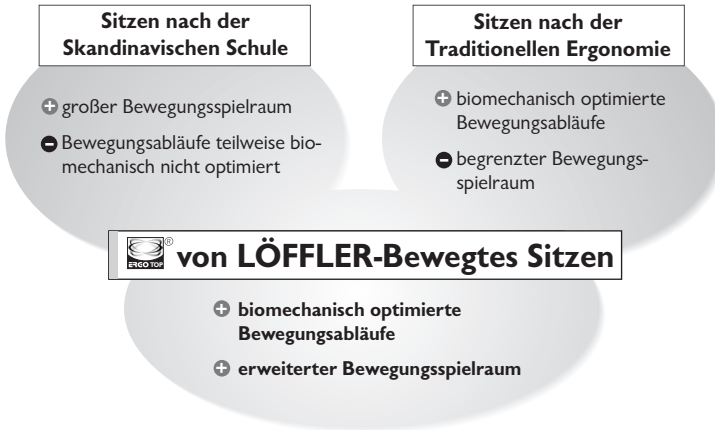 Sitzen nach der
Skandinavischen Schule
+ großer Bewegungsspielraum
- Bewegungsabläufe teilweise bio-
mechanisch nicht optimiert
Sitzen nach der
Traditionellen Ergonomie
+ biomechanisch optimierte
Bewegungsabläufe
- begrenzter Bewegungs-
spielraum
ERGO TOP ® von LÖFFLER-Bewegtes Sitzen
+ biomechanisch optimierte
Bewegungsabläufe
+ erweiterter Bewegungsspielraum